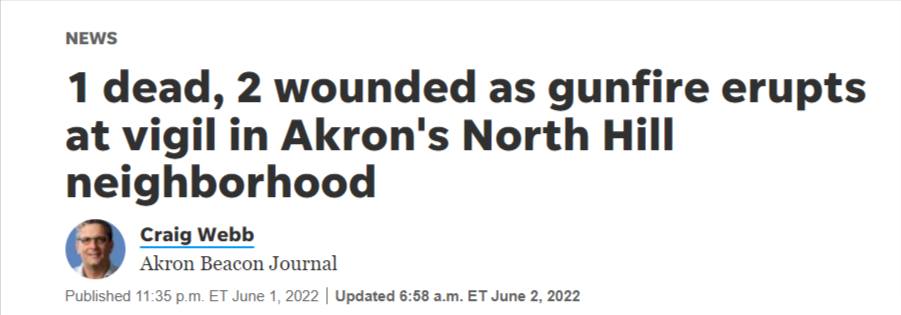 NEWS
1 dead, 2 wounded as gunfire erupts
at vigil in Akron's North Hill
neighborhood
Craig Webb
Akron Beacon Journal
Published 11:35 p.m. ET June 1, 2022 | Updated 6:58 a.m. ET June 2, 2022